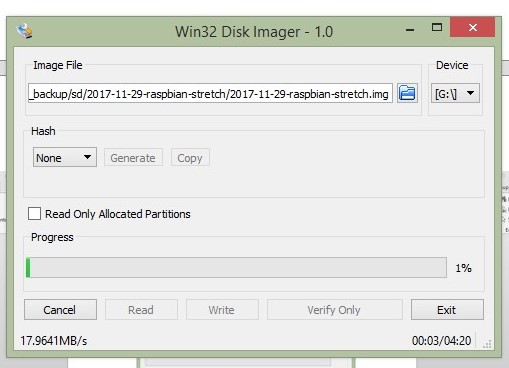 Win32 Disk Imager - 1.0
Image File
Device
_backup/sd/2017-11-29-raspbian-stretch/2017-11-29-raspbian-stretch.img
[G:\]
Hash
None
Generate
Copy
Read Only Allocated Partitions
Progress
1%
Cancel
Read
Write
Verify Only
Exit
17.9641MB/s
00:03/04:20